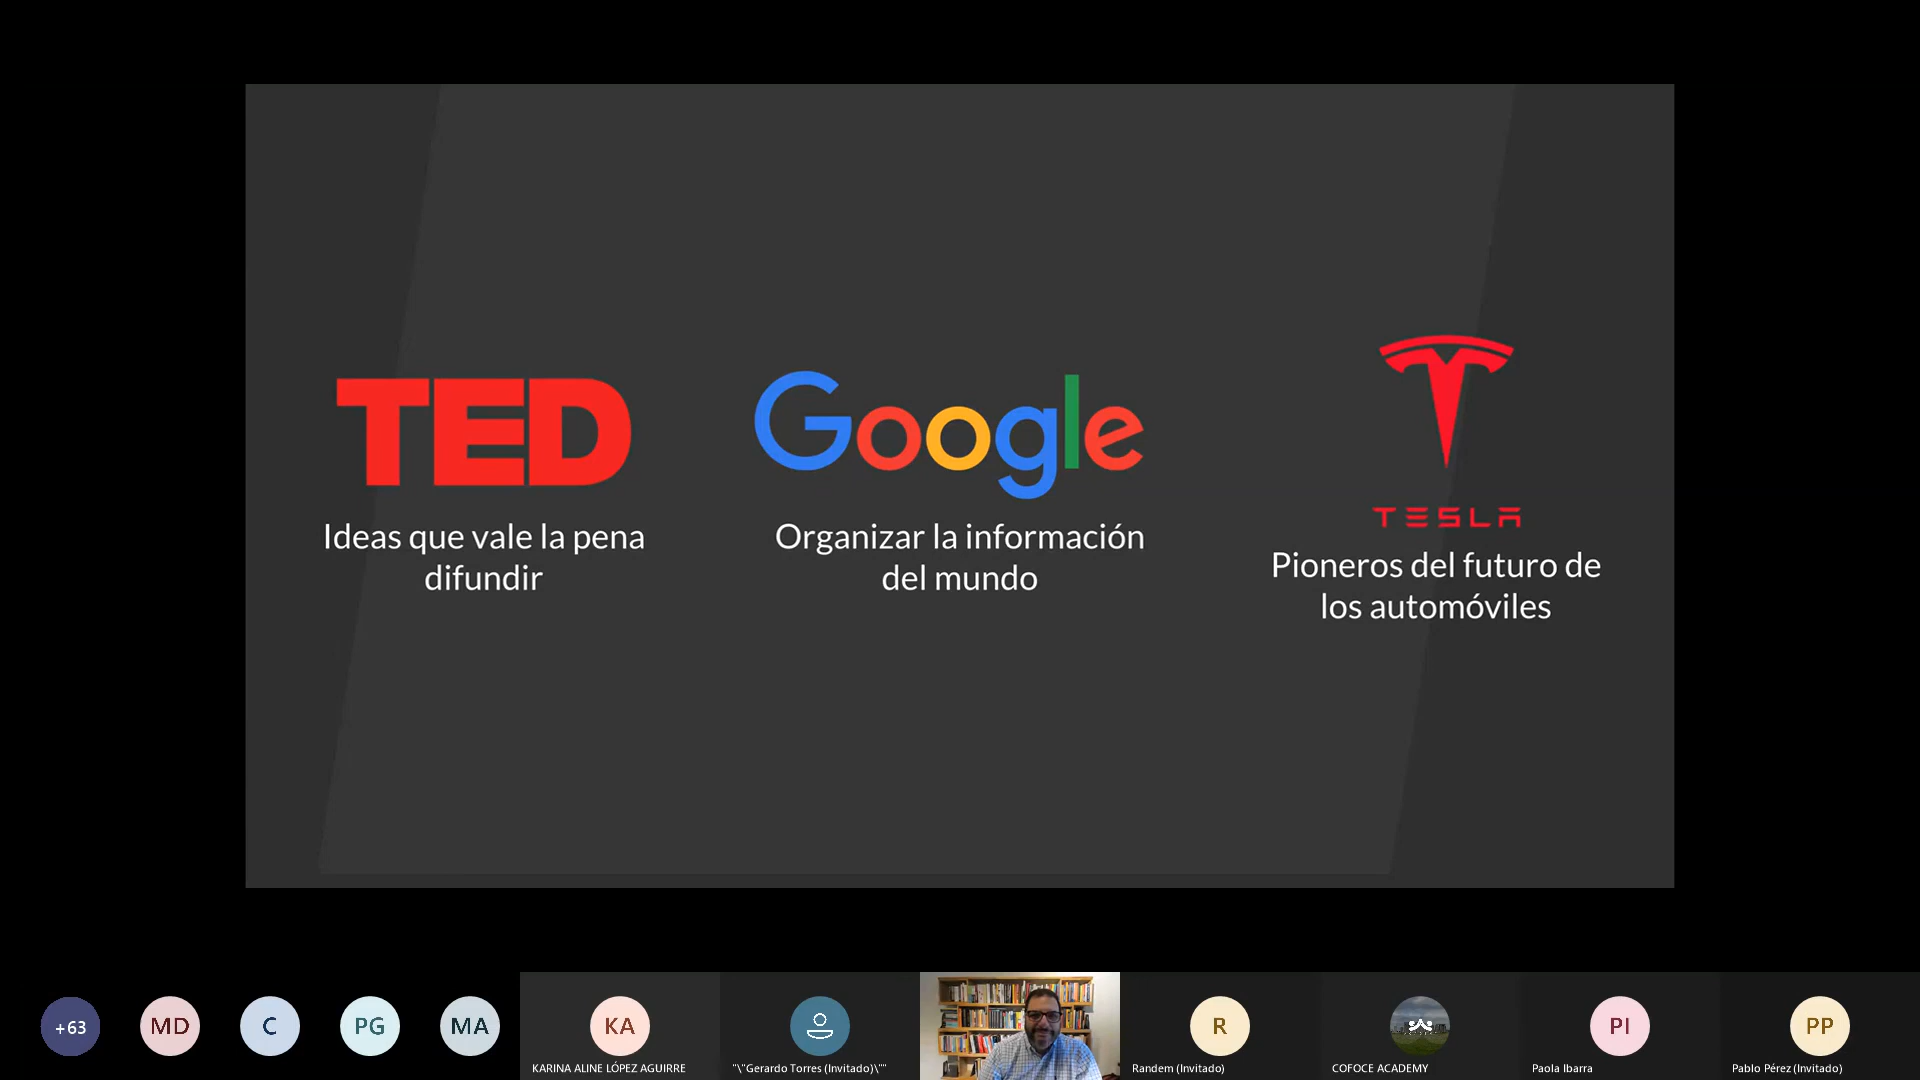 TED
Ideas que vale la pena
difundir
Google
Organizar la información
del mundo
TESLA
Pioneros del futuro de
los automóviles
+63
MD
C
PG
MA
KA
KARINA ALINE LÓPEZ AGUIRRE
"\"Gerardo Torres (Invitado)\""
R
Randem (Invitado)
COFOCE ACADEMY
PI
Paola Ibarra
PP
Pablo Pérez (Invitado)